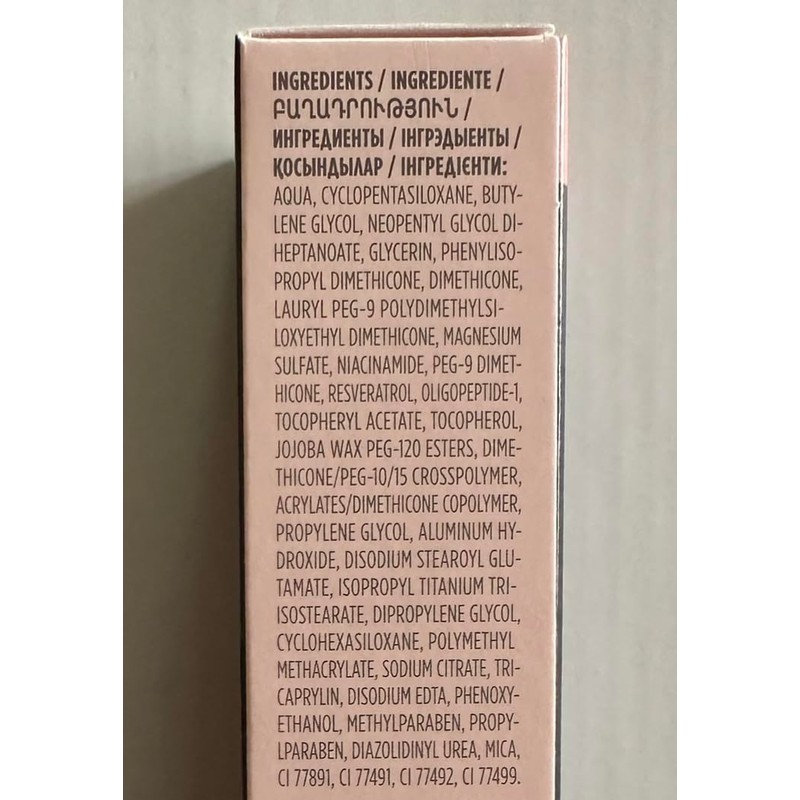 INGREDIENTS / INGREDIENTE /
ԲԱՂԱԴՐՈՒԹՅՈՒՆ /
ИНГРЕДИЕНТЫ / ІНГРЭДЫЕНТЫ /
ҚОСЫНДЫЛАР / ІНГРЕДІЄНТИ:
AQUA, CYCLOPENTASILOXANE, BUTY-
LENE GLYCOL, NEOPENTYL GLYCOL DI-
HEPTANOATE, GLYCERIN, PHENYLISO-
PROPYL DIMETHICONE, DIMETHICONE,
LAURYL PEG-9 POLYDIMETHYLSI-
LOXYETHYL DIMETHICONE, MAGNESIUM
SULFATE, NIACINAMIDE, PEG-9 DIMET-
HICONE, RESVERATROL, OLIGOPEPTIDE-1,
TOCOPHERYL ACETATE, TOCOPHEROL,
JOJOBA WAX PEG-120 ESTERS, DIME-
THICONE/PEG-10/15 CROSSPOLYMER,
ACRYLATES/DIMETHICONE COPOLYMER,
PROPYLENE GLYCOL, ALUMINUM HY-
DROXIDE, DISODIUM STEAROYL GLU-
TAMATE, ISOPROPYL TITANIUM TRI-
ISOSTEARATE, DIPROPYLENE GLYCOL,
CYCLOHEXASILOXANE, POLYMETHYL
METHACRYLATE, SODIUM CITRATE, TRI-
CAPRYLIN, DISODIUM EDTA, PHENOXY-
ETHANOL, METHYLPARABEN, PROPY-
LPARABEN, DIAZOLIDINYL UREA, MICA,
CI 77891, CI 77491, CI 77492, CI 77499.